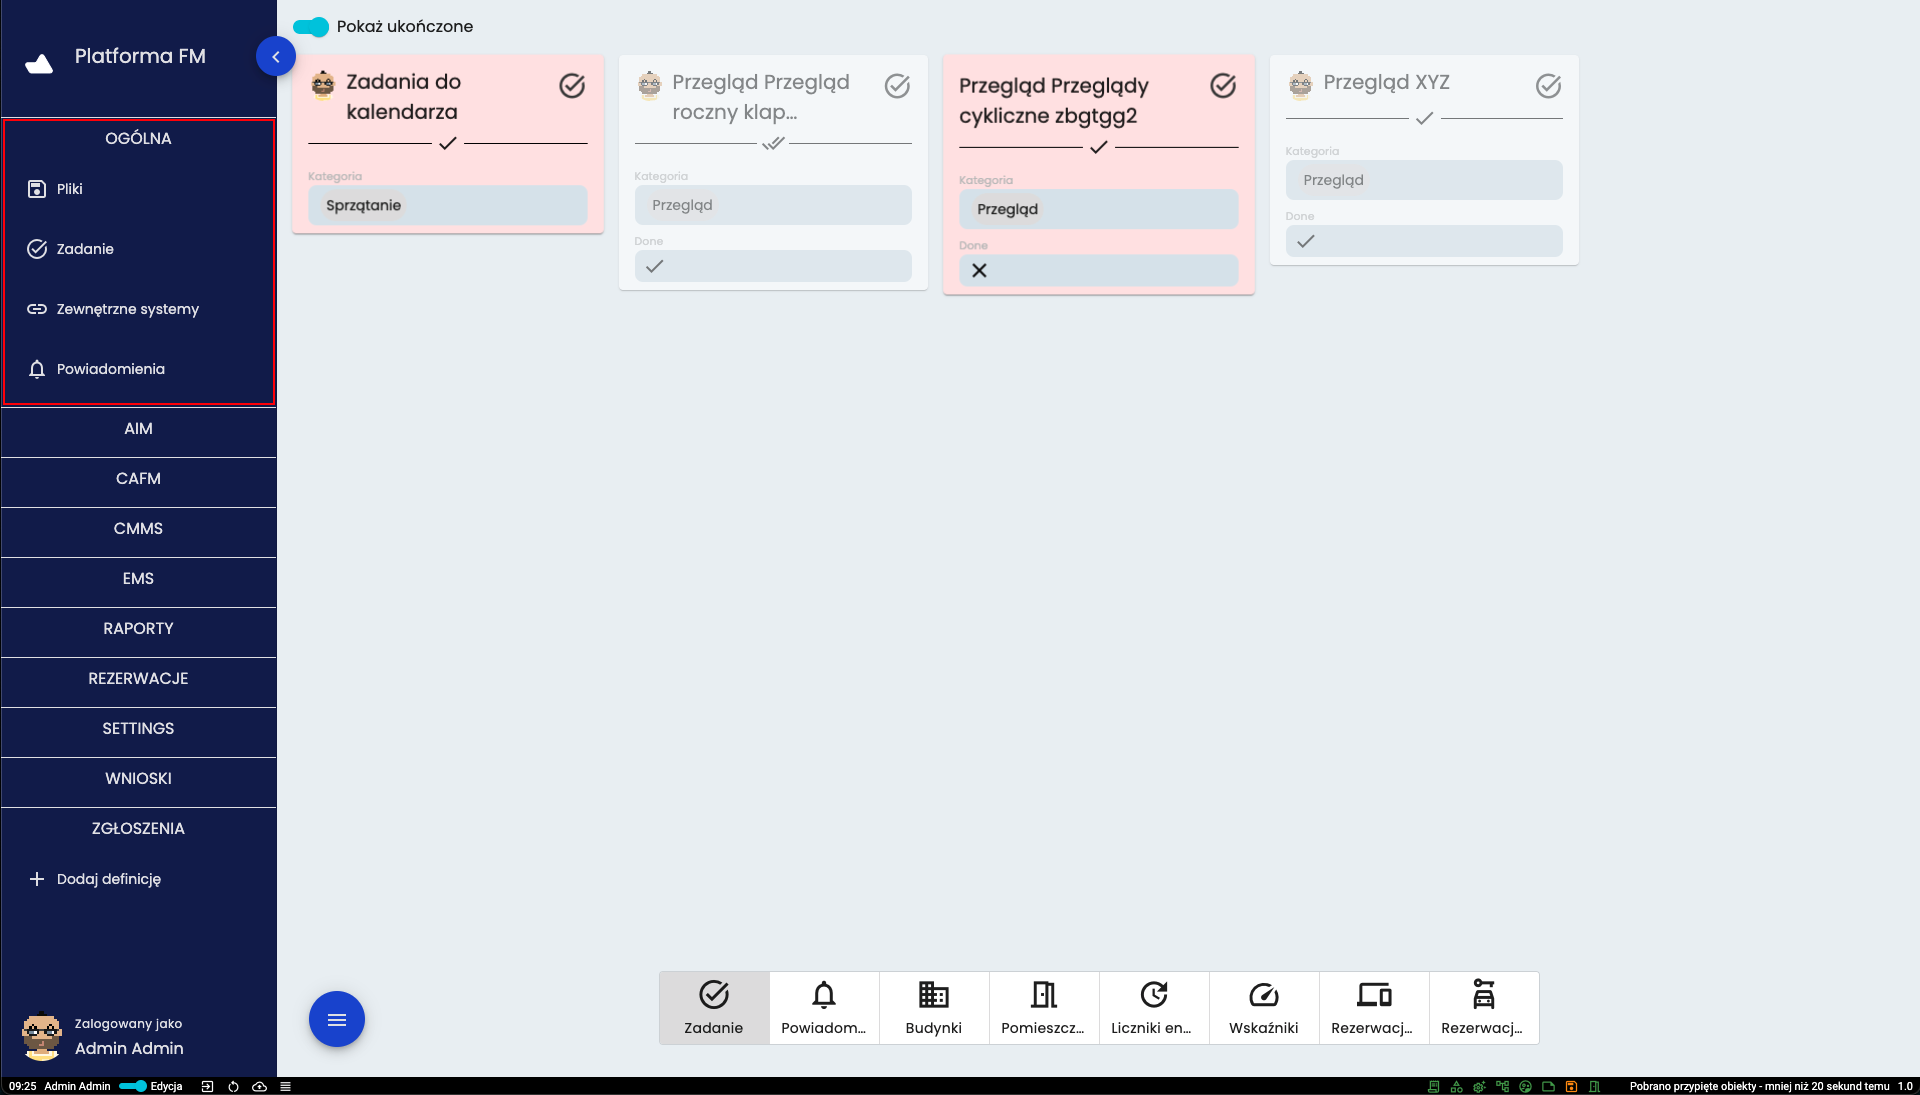 Platforma FM
OGÓLNA
Pliki
Zadanie
Zewnętrzne systemy
Powiadomienia
AIM
CAFM
CMMS
EMS
RAPORTY
REZERWACJE
SETTINGS
WNIOSKI
ZGŁOSZENIA
Dodaj definicję
Zalogowany jako
Admin Admin
Pokaż ukończone
Zadania do
kalendarza
Kategoria
Sprzątanie
Przegląd Przegląd
roczny klap...
Kategoria
Przegląd
Done
Przegląd Przeglądy
cykliczne zbgtgg2
Kategoria
Przegląd
Done
Przegląd XYZ
Kategoria
Przegląd
Done
Zadanie
Powiadom...
Budynki
Pomieszcz...
Liczniki en...
Wskaźniki
Rezerwacj...
Rezerwacj...
09:25 Admin Admin Edycja
Pobrano przypięte obiekty - mniej niż 20 sekund temu 1.0